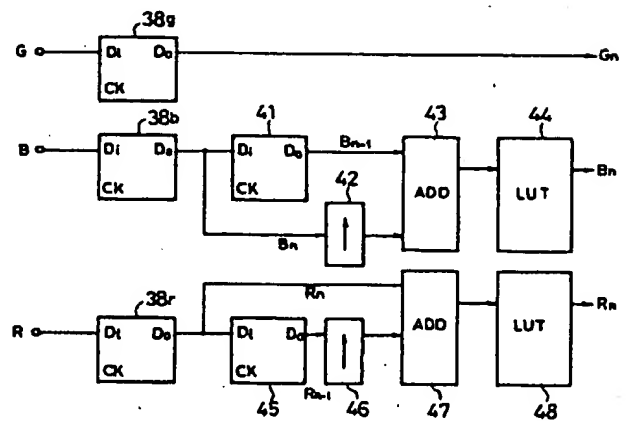 38g
G Di Do Gn
CK
38b 41 43 44
B Di Do Di Do Bn-1 Bn
CK CK 42 ADD LUT
Bn
38r Rn
R Di Do Di Do ADD LUT Rn
CK CK Rn-1
45 46 47 48